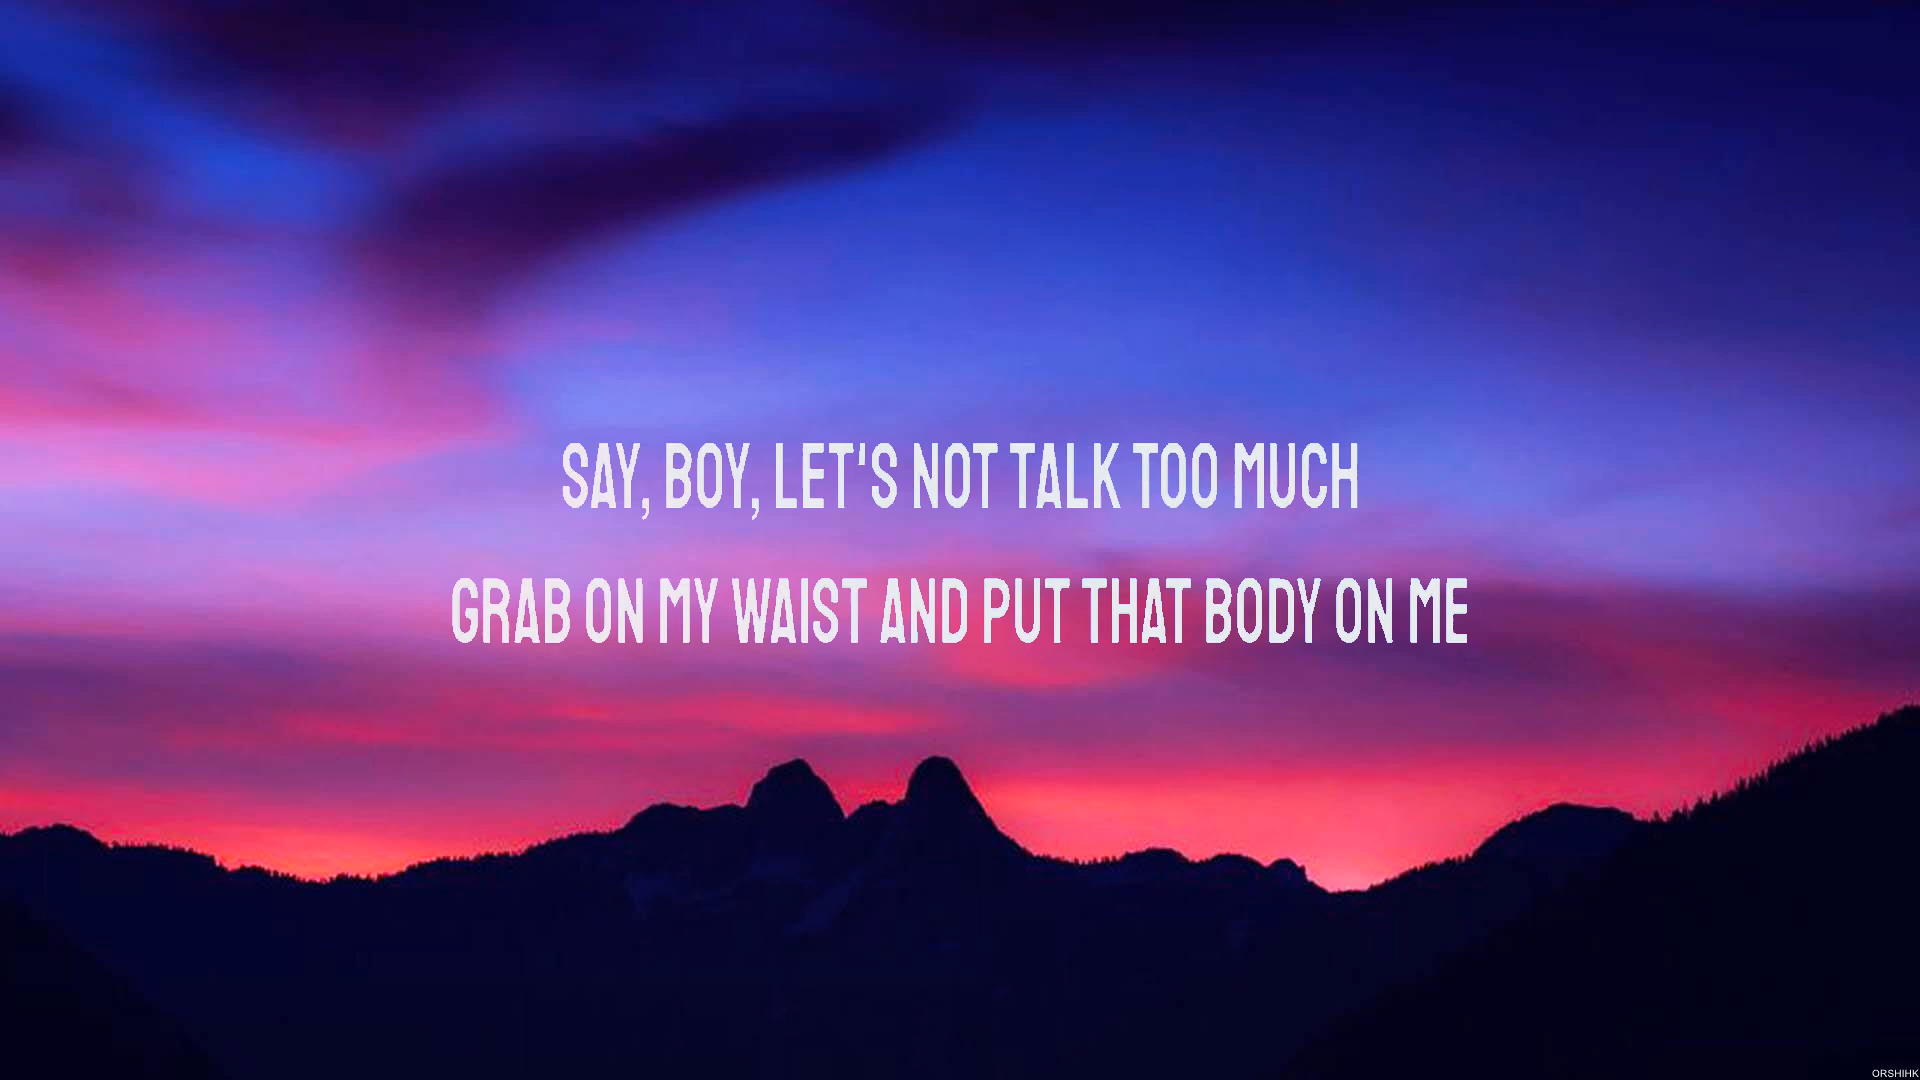 SAY, BOY, LET'S NOT TALK TOO MUCH
GRAB ON MY WAIST AND PUT THAT BODY ON ME
ORSHIHK